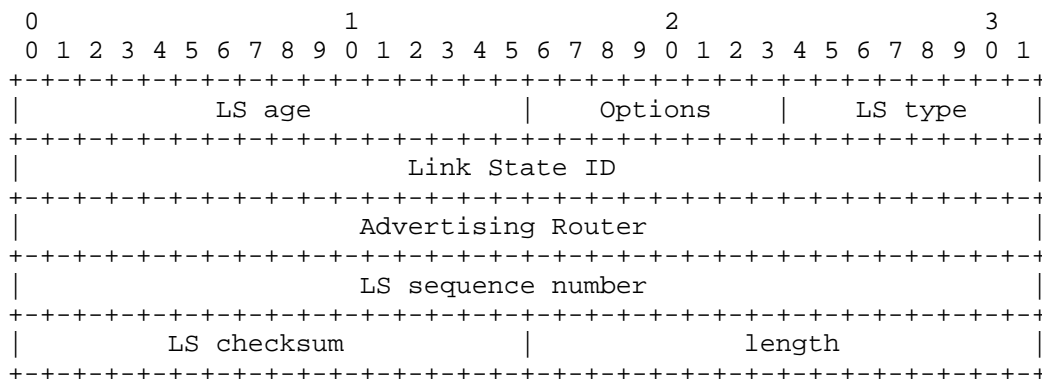 0                   1                   2                   3
 0 1 2 3 4 5 6 7 8 9 0 1 2 3 4 5 6 7 8 9 0 1 2 3 4 5 6 7 8 9 0 1
+-+-+-+-+-+-+-+-+-+-+-+-+-+-+-+-+-+-+-+-+-+-+-+-+-+-+-+-+-+-+-+-+
|            LS age             |    Options    |    LS type    |
+-+-+-+-+-+-+-+-+-+-+-+-+-+-+-+-+-+-+-+-+-+-+-+-+-+-+-+-+-+-+-+-+
|                        Link State ID                          |
+-+-+-+-+-+-+-+-+-+-+-+-+-+-+-+-+-+-+-+-+-+-+-+-+-+-+-+-+-+-+-+-+
|                     Advertising Router                        |
+-+-+-+-+-+-+-+-+-+-+-+-+-+-+-+-+-+-+-+-+-+-+-+-+-+-+-+-+-+-+-+-+
|                     LS sequence number                        |
+-+-+-+-+-+-+-+-+-+-+-+-+-+-+-+-+-+-+-+-+-+-+-+-+-+-+-+-+-+-+-+-+
|         LS checksum           |             length            |
+-+-+-+-+-+-+-+-+-+-+-+-+-+-+-+-+-+-+-+-+-+-+-+-+-+-+-+-+-+-+-+-+